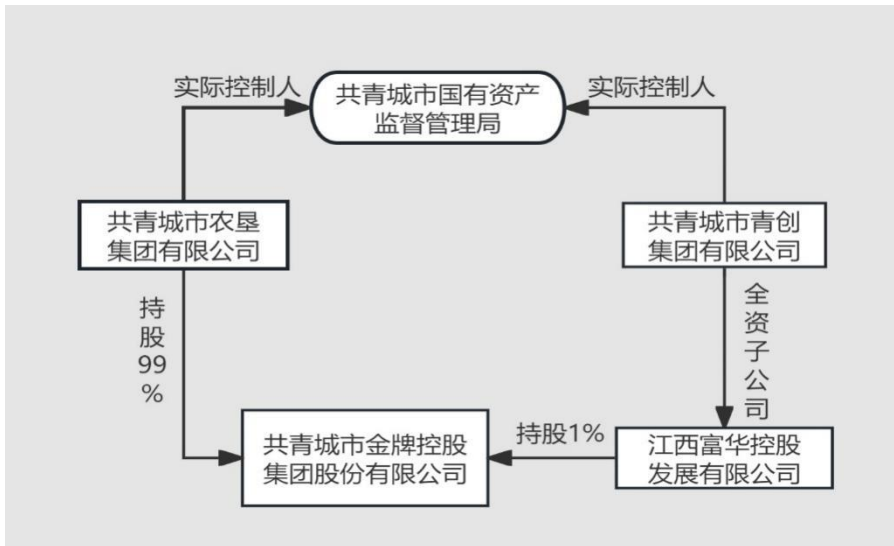 实际控制人
共青城市国有资产
监督管理局
实际控制人
共青城市农垦
集团有限公司
共青城市青创
集团有限公司
持
股
99
%
全
资
子
公
司
共青城市金牌控股
集团股份有限公司
持股1%
江西富华控股
发展有限公司